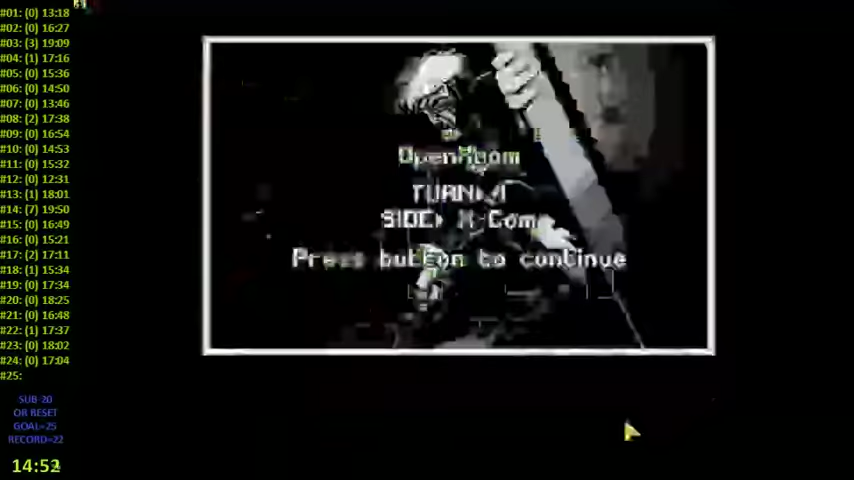 #01: (0) 13:18
#02: (0) 16:27
#03: (3) 19:09
#04: (1) 17:16
#05: (0) 15:36
#06: (0) 14:50
#07: (0) 13:46
#08: (2) 17:38
#09: (0) 16:54
#10: (0) 14:53
#11: (0) 15:32
#12: (0) 12:31
#13: (1) 18:01
#14: (7) 19:50
#15: (0) 16:49
#16: (0) 15:21
#17: (2) 17:11
#18: (1) 15:34
#19: (0) 17:34
#20: (0) 18:25
#21: (0) 16:48
#22: (1) 17:37
#23: (0) 18:02
#24: (0) 17:04
#25:
SUB-20
OR RESET
GOAL=25
RECORD=22
14:52
X-Com
Press button to continue